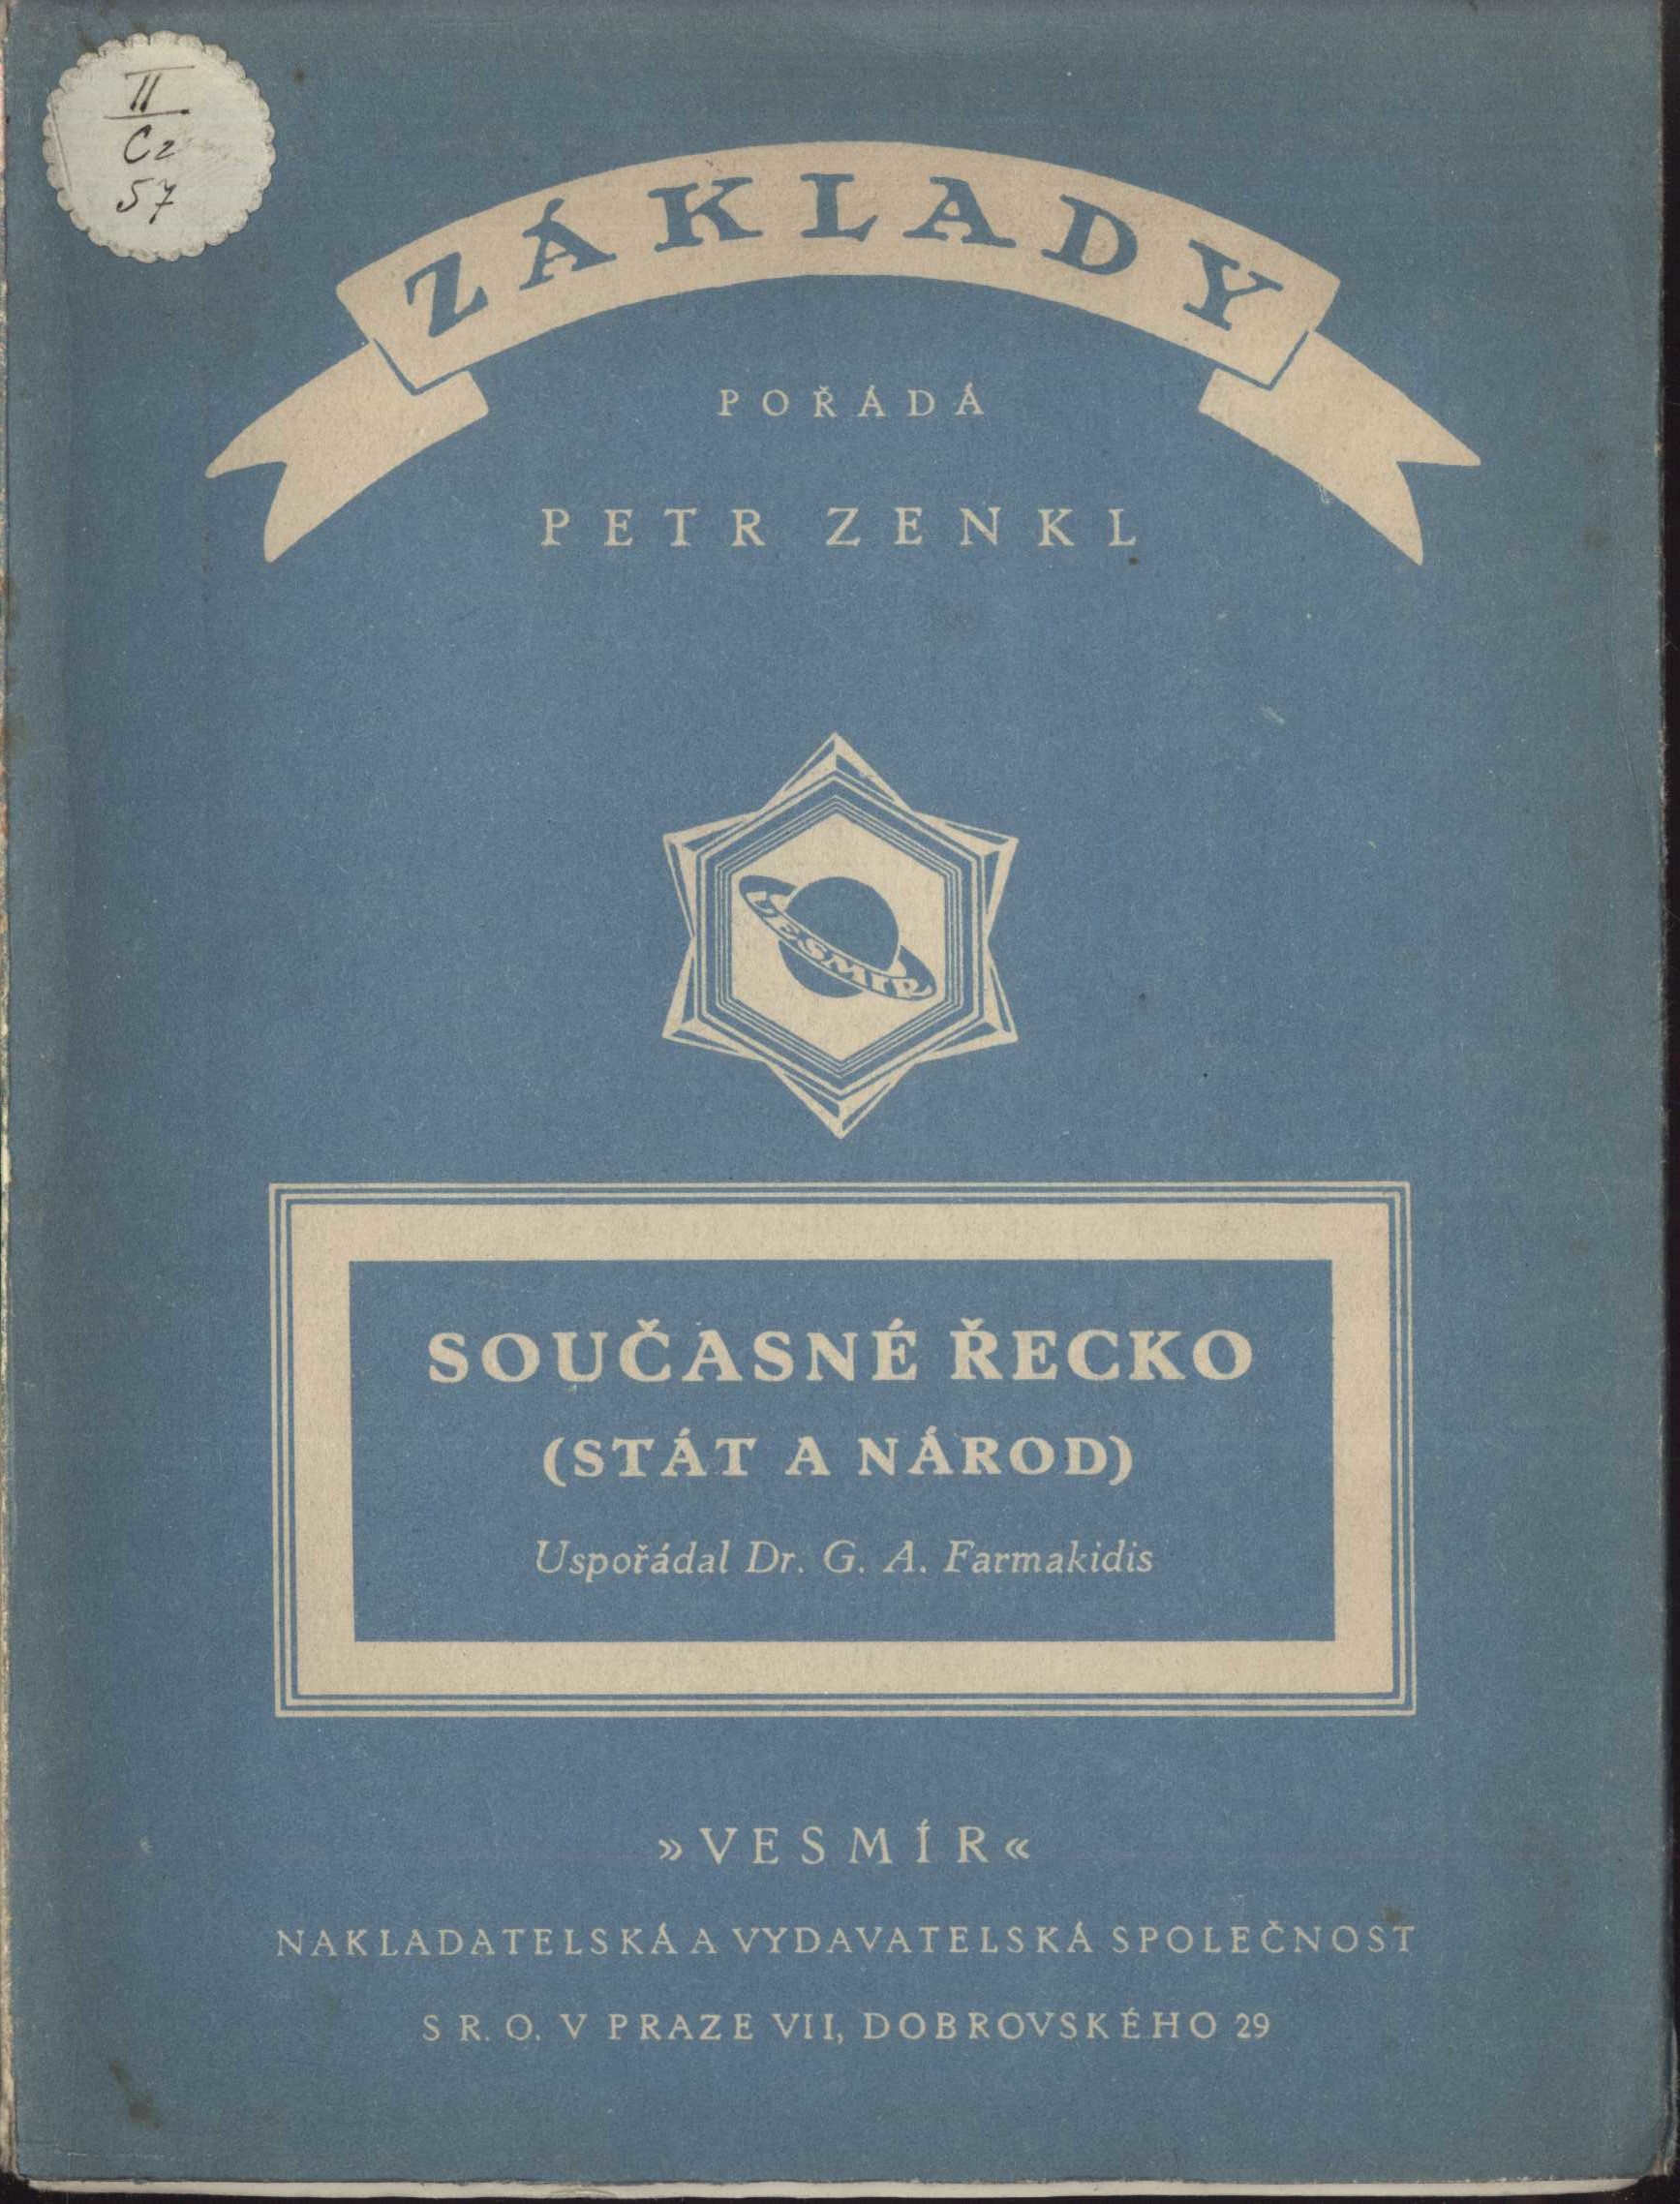 II
Cz
57
ZÁKLADY
POŘÁDÁ
PETR ZENKL
VESMÍR
SOUČASNÉ ŘECKO
(STÁT A NÁROD)
Uspořádal Dr. G. A. Farmakidis
»VESMÍR«
NAKLADATELSKÁ A VYDAVATELSKÁ SPOLEČNOST
S R. O. V PRAZE VII, DOBROVSKÉHO 29